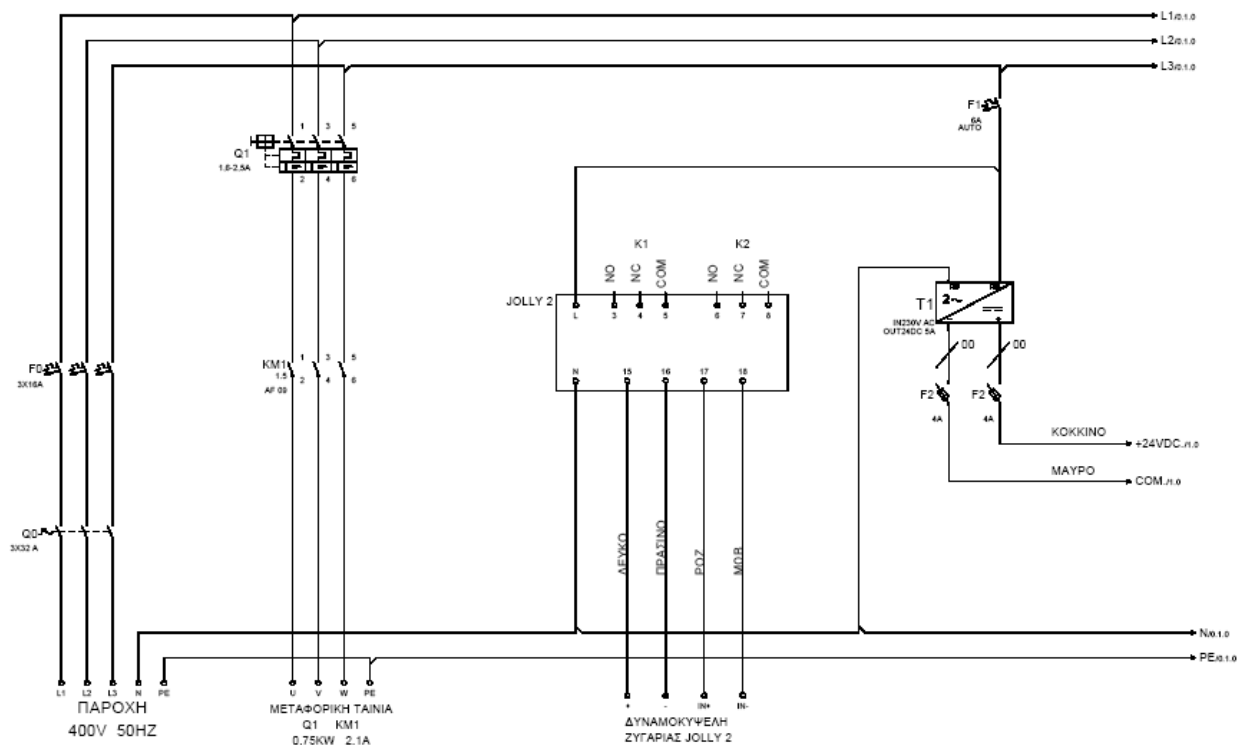 L1/0.1.0
L2/0.1.0
L3/0.1.0
F1
6A
AUTO
1 3 5
Q1
1,6-2,5A
2 4 6
K1 K2
NO NC COM NO NC COM
JOLLY 2
L 3 4 5 6 7 8
T1
2~
IN230V AC
OUT24DC 5A
00 00
F0
3X16A
KM1
1.5
AF 09
1 3 5
2 4 6
N 15 16 17 18
F2 F2
4A 4A
ΚΟΚΚΙΝΟ
+24VDC./1.0
ΜΑΥΡΟ
COM./1.0
Q0
3X32 A
ΛΕΥΚΟ
ΠΡΑΣΙΝΟ
ΡΟΖ
ΜΩΒ
N/0.1.0
PE/0.1.0
L1 L2 L3 N PE
U V W PE
+ - IN+ IN-
ΠΑΡΟΧΗ
400V 50HZ
ΜΕΤΑΦΟΡΙΚΗ ΤΑΙΝΙΑ
Q1 KM1
0.75KW 2.1A
ΔΥΝΑΜΟΚΥΨΕΛΗ
ΖΥΓΑΡΙΑΣ JOLLY 2